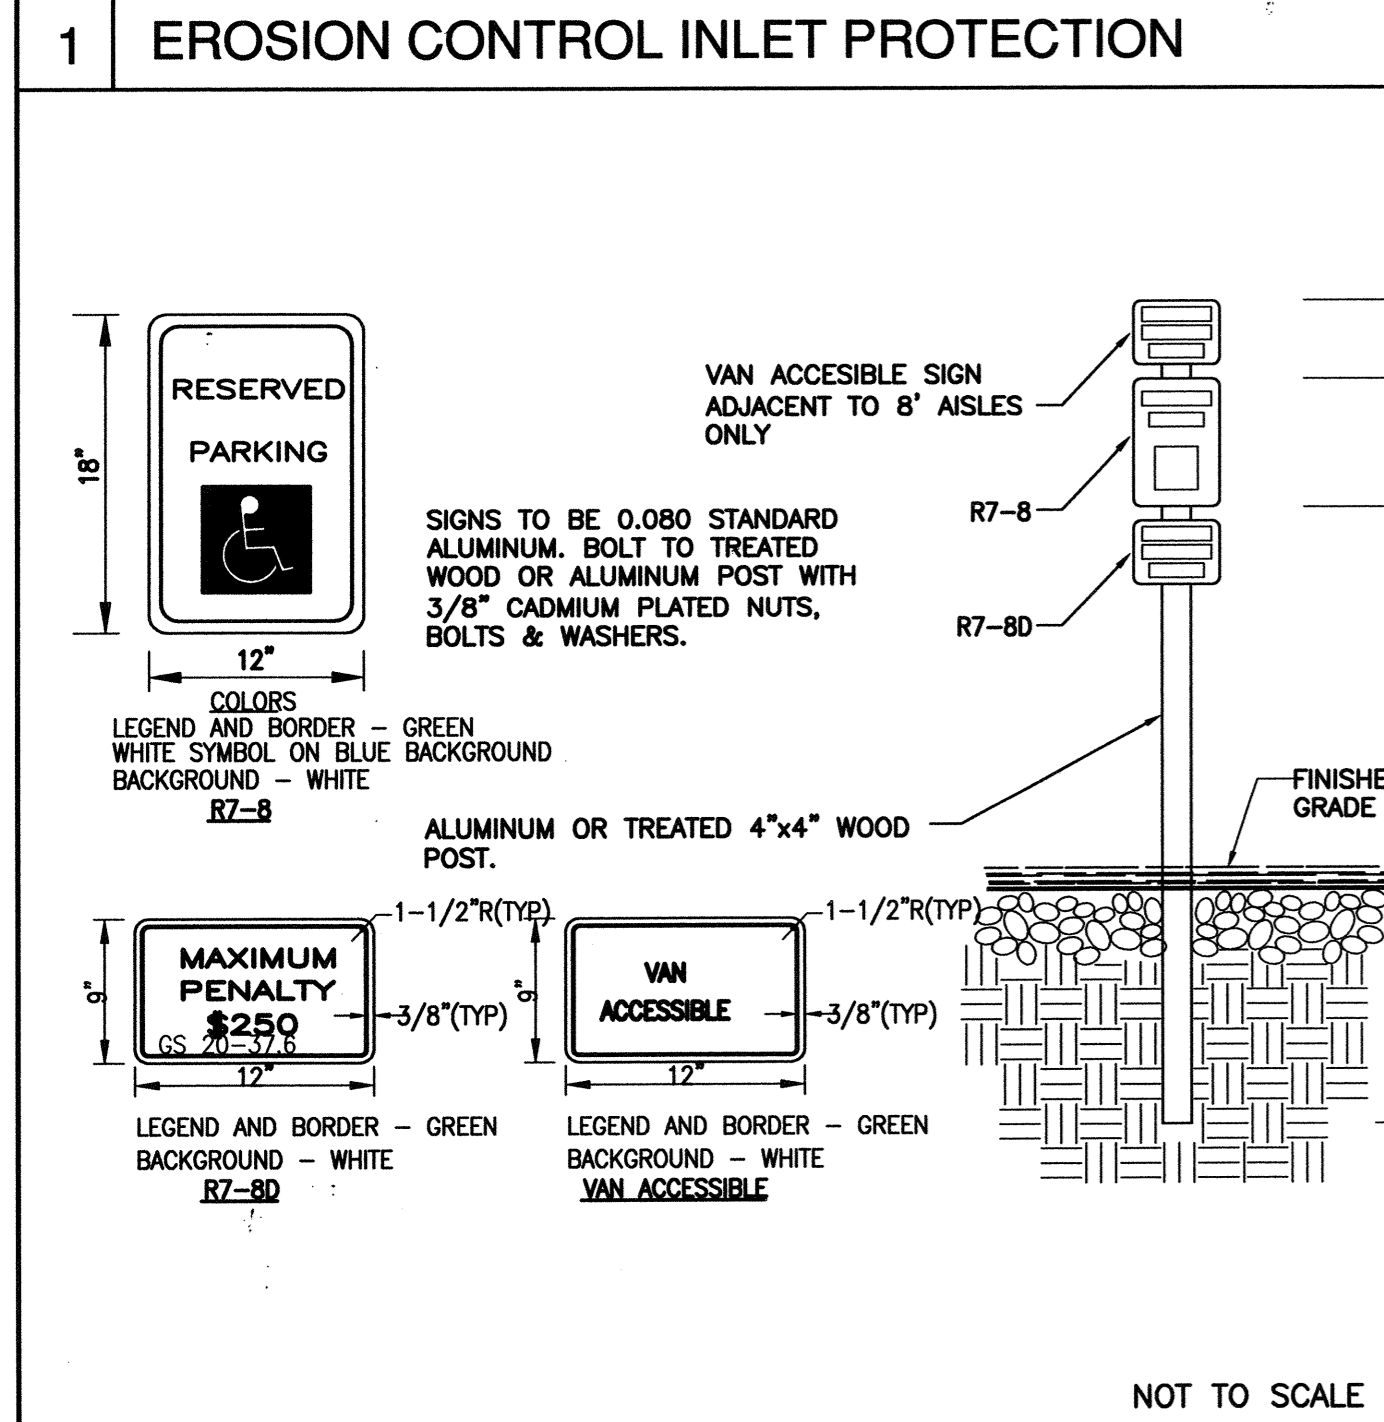 1 EROSION CONTROL INLET PROTECTION
RESERVED
PARKING
18"
12"
COLORS
LEGEND AND BORDER – GREEN
WHITE SYMBOL ON BLUE BACKGROUND
BACKGROUND – WHITE
R7–8
SIGNS TO BE 0.080 STANDARD
ALUMINUM. BOLT TO TREATED
WOOD OR ALUMINUM POST WITH
3/8" CADMIUM PLATED NUTS,
BOLTS & WASHERS.
VAN ACCESIBLE SIGN
ADJACENT TO 8' AISLES
ONLY
R7–8
R7–8D
ALUMINUM OR TREATED 4"x4" WOOD
POST.
FINISHE
GRADE
MAXIMUM
PENALTY
$250
GS 20–37.6
9"
12"
1–1/2"R(TYP)
3/8"(TYP)
LEGEND AND BORDER – GREEN
BACKGROUND – WHITE
R7–8D
VAN
ACCESSIBLE
9"
12"
1–1/2"R(TYP)
3/8"(TYP)
LEGEND AND BORDER – GREEN
BACKGROUND – WHITE
VAN ACCESSIBLE
NOT TO SCALE